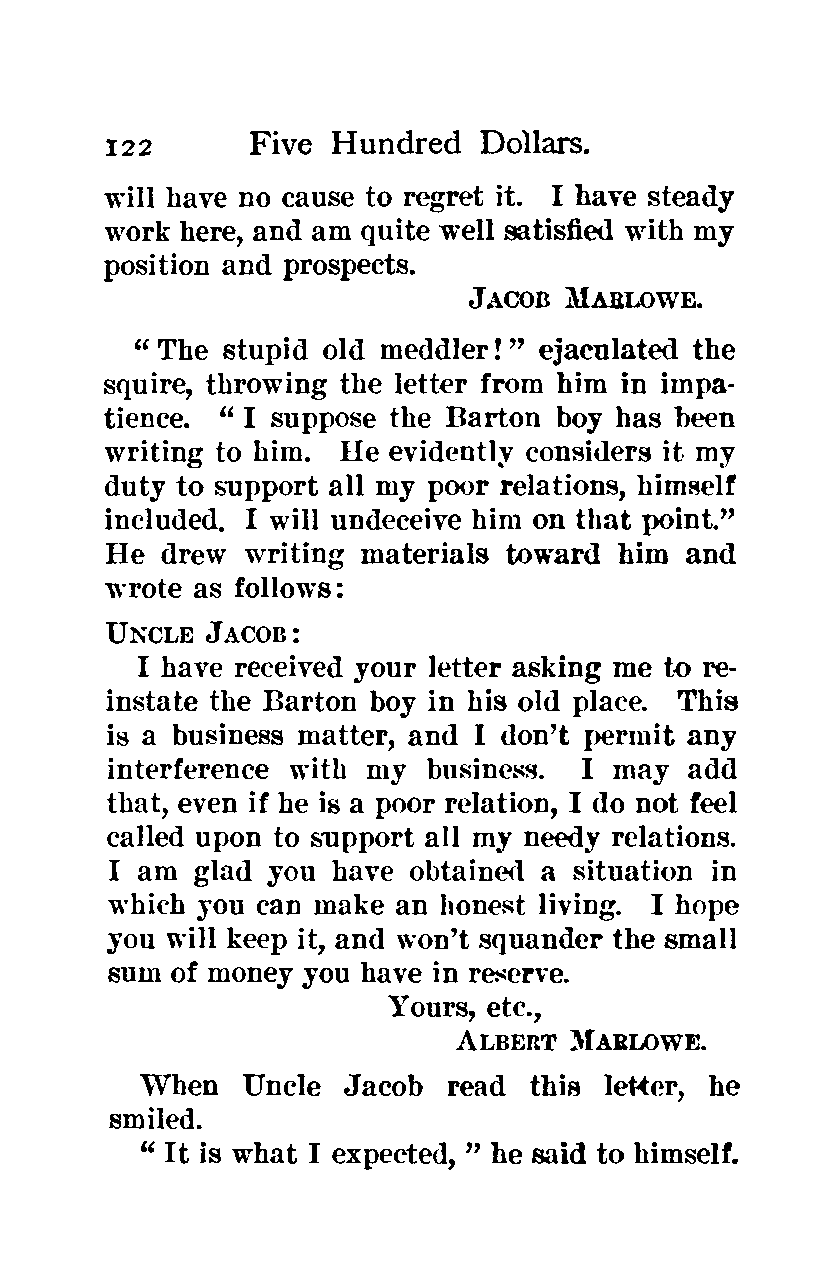 122 Five Hundred Dollars.
will have no cause to regret it. I have steady
work here, and am quite well satisfied with my
position and prospects.
JACOB MARLOWE.
“ The stupid old meddler! ” ejaculated the
squire, throwing the letter from him in impa-
tience. “ I suppose the Barton boy has been
writing to him. He evidently considers it my
duty to support all my poor relations, himself
included. I will undeceive him on that point.”
He drew writing materials toward him and
wrote as follows:
UNCLE JACOB:
I have received your letter asking me to re-
instate the Barton boy in his old place. This
is a business matter, and I don’t permit any
interference with my business. I may add
that, even if he is a poor relation, I do not feel
called upon to support all my needy relations.
I am glad you have obtained a situation in
which you can make an honest living. I hope
you will keep it, and won’t squander the small
sum of money you have in reserve.
Yours, etc.,
ALBERT MARLOWE.
When Uncle Jacob read this letter, he
smiled.
“ It is what I expected, ” he said to himself.